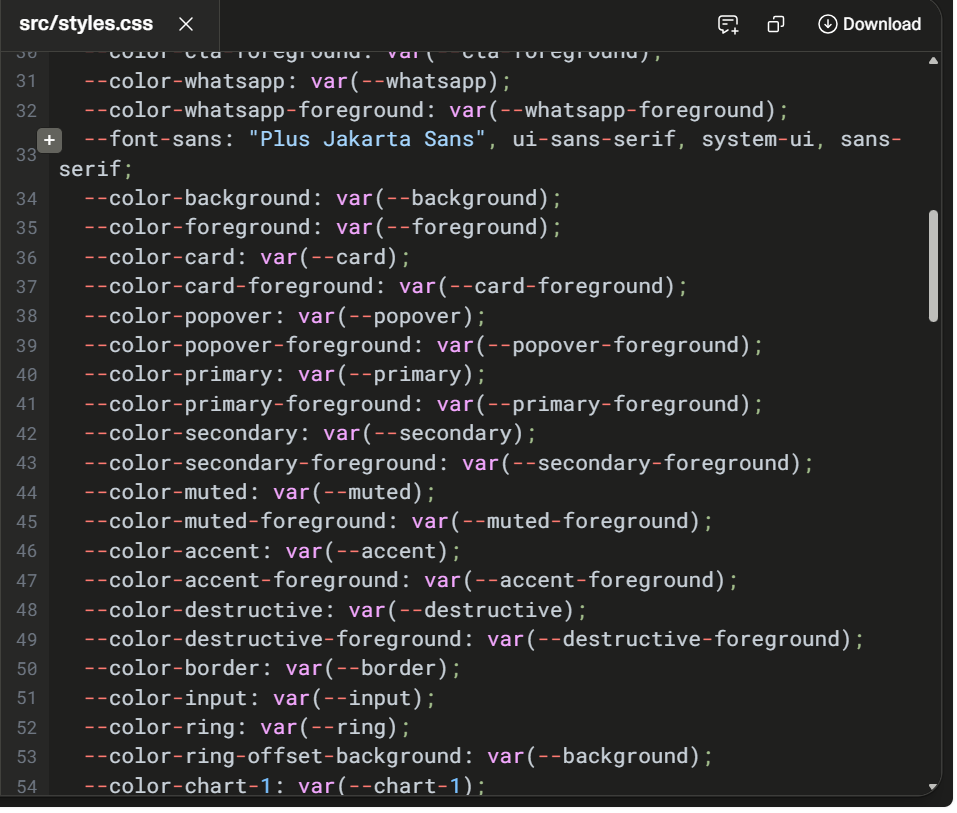 src/styles.css
Download
30 --color-cta-foreground: var(--cta-foreground);
31 --color-whatsapp: var(--whatsapp);
32 --color-whatsapp-foreground: var(--whatsapp-foreground);
33 --font-sans: "Plus Jakarta Sans", ui-sans-serif, system-ui, sans-
serif;
34 --color-background: var(--background);
35 --color-foreground: var(--foreground);
36 --color-card: var(--card);
37 --color-card-foreground: var(--card-foreground);
38 --color-popover: var(--popover);
39 --color-popover-foreground: var(--popover-foreground);
40 --color-primary: var(--primary);
41 --color-primary-foreground: var(--primary-foreground);
42 --color-secondary: var(--secondary);
43 --color-secondary-foreground: var(--secondary-foreground);
44 --color-muted: var(--muted);
45 --color-muted-foreground: var(--muted-foreground);
46 --color-accent: var(--accent);
47 --color-accent-foreground: var(--accent-foreground);
48 --color-destructive: var(--destructive);
49 --color-destructive-foreground: var(--destructive-foreground);
50 --color-border: var(--border);
51 --color-input: var(--input);
52 --color-ring: var(--ring);
53 --color-ring-offset-background: var(--background);
54 --color-chart-1: var(--chart-1);